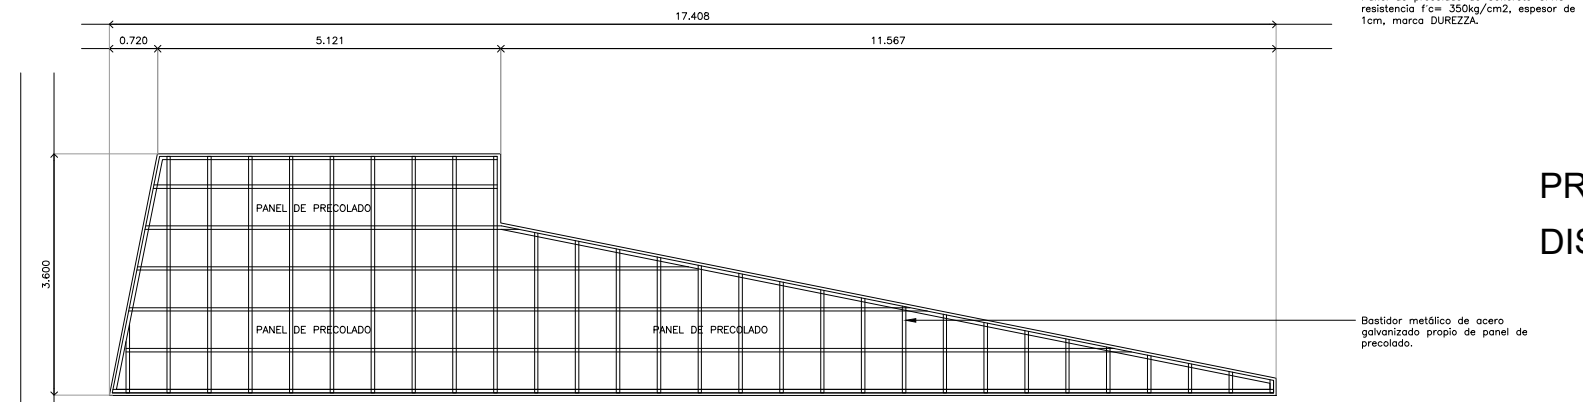 17.408
resistencia f'c= 350kg/cm2, espesor de
1cm, marca DUREZZA.
0.720
5.121
11.567
PANEL DE PRECOLADO
3.600
PANEL DE PRECOLADO
PANEL DE PRECOLADO
PR
DIS
Bastidor metálico de acero
galvanizado propio de panel de
precolado.